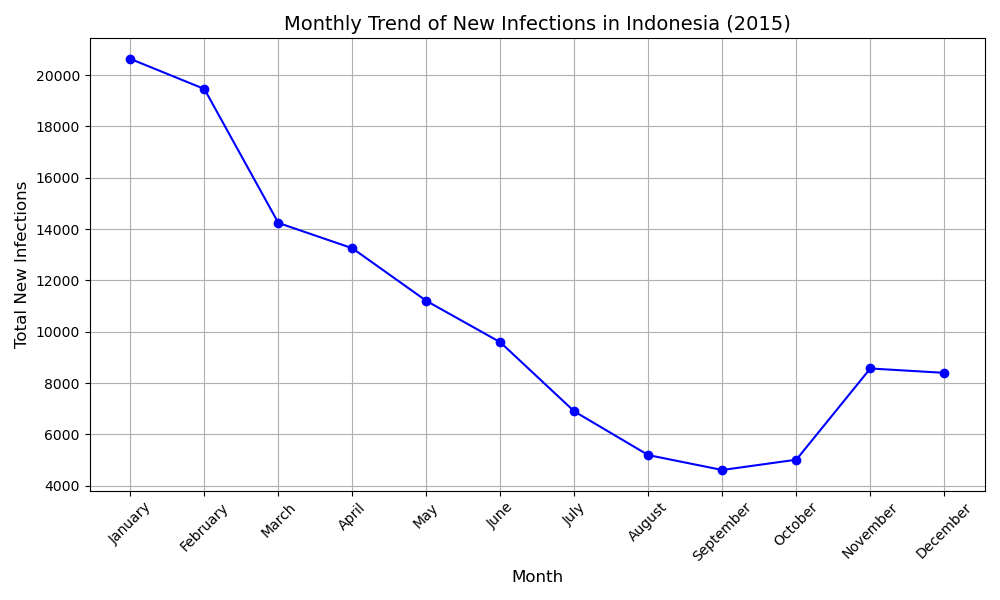 Monthly Trend of New Infections in Indonesia (2015)
Total New Infections
20000
18000
16000
14000
12000
10000
8000
6000
4000
January
February
March
April
May
June
July
August
September
October
November
December
Month